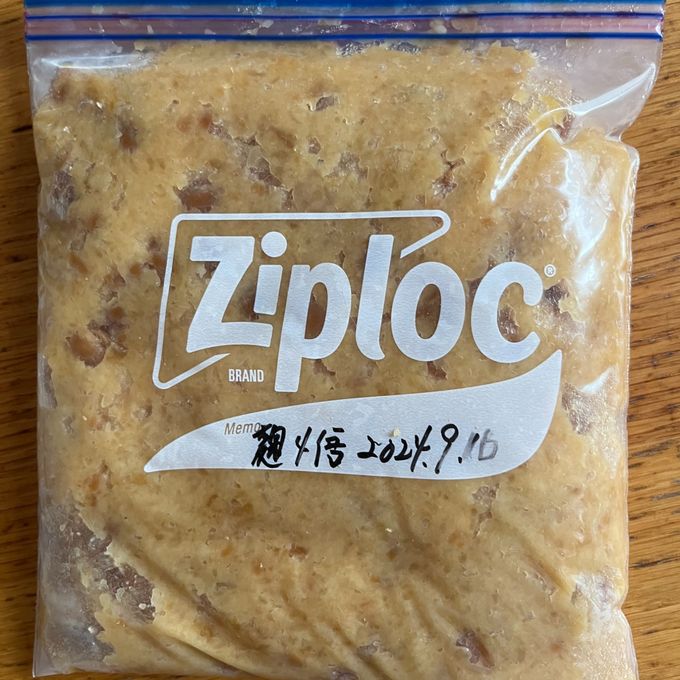 Ziploc®
BRAND
Memo
麹4倍 2024.9.16